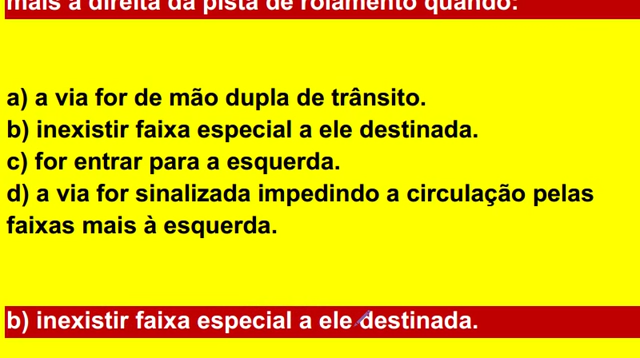 mais à direita da pista de rolamento quando:
a) a via for de mão dupla de trânsito.
b) inexistir faixa especial a ele destinada.
c) for entrar para a esquerda.
d) a via for sinalizada impedindo a circulação pelas
faixas mais à esquerda.
b) inexistir faixa especial a ele destinada.